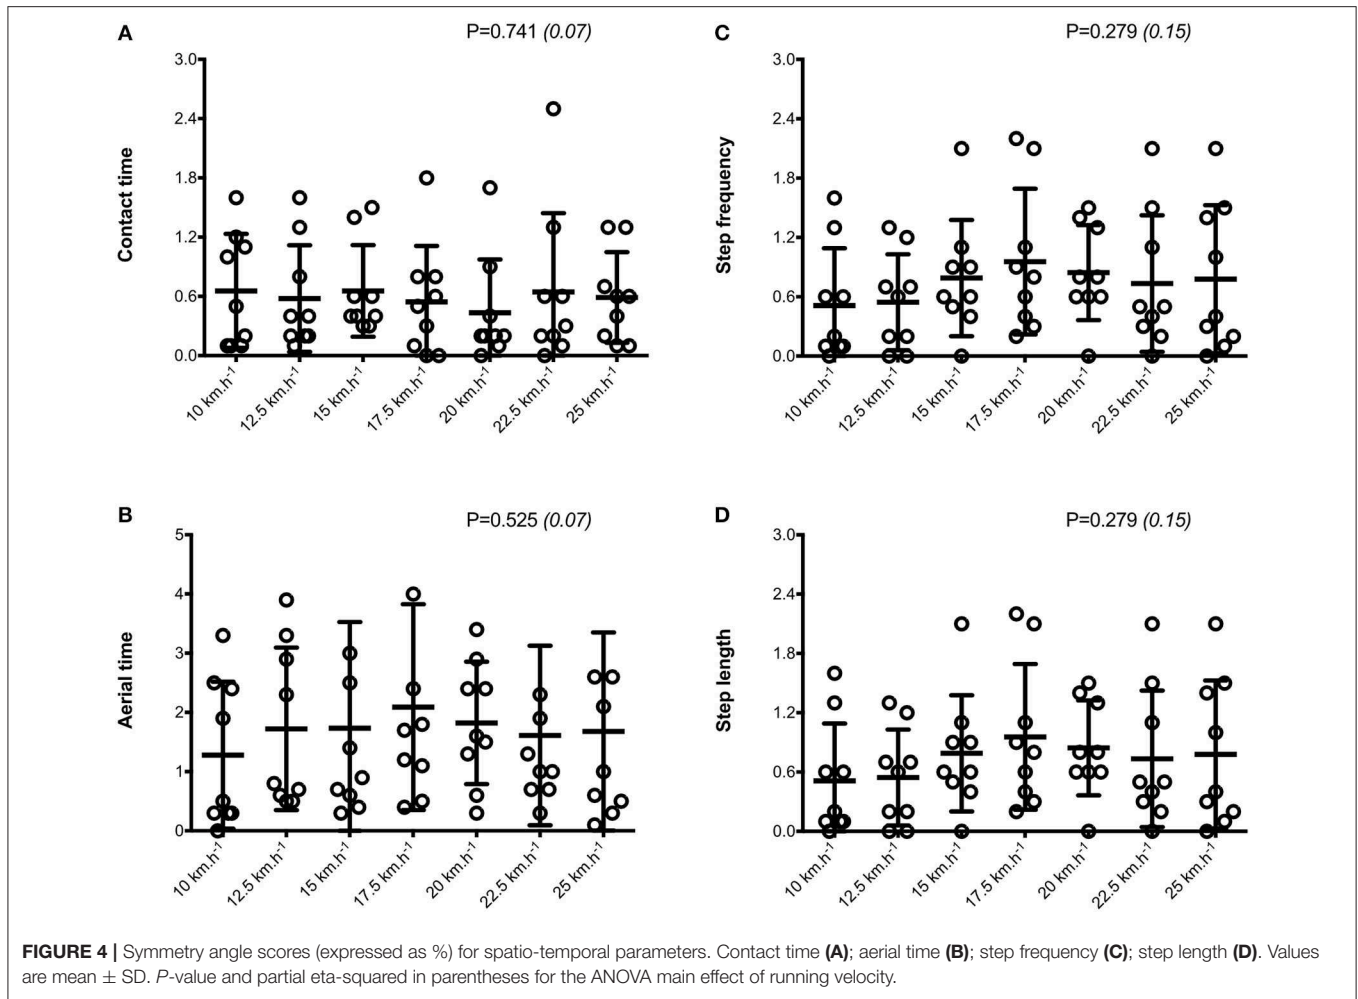 A
P=0.741 (0.07)
3.0
2.4
1.8
1.2
0.6
0.0
Contact time
10 km.h⁻¹
12.5 km.h⁻¹
15 km.h⁻¹
17.5 km.h⁻¹
20 km.h⁻¹
22.5 km.h⁻¹
25 km.h⁻¹
C
P=0.279 (0.15)
3.0
2.4
1.8
1.2
0.6
0.0
Step frequency
10 km.h⁻¹
12.5 km.h⁻¹
15 km.h⁻¹
17.5 km.h⁻¹
20 km.h⁻¹
22.5 km.h⁻¹
25 km.h⁻¹
B
P=0.525 (0.07)
5
4
3
2
1
0
Aerial time
10 km.h⁻¹
12.5 km.h⁻¹
15 km.h⁻¹
17.5 km.h⁻¹
20 km.h⁻¹
22.5 km.h⁻¹
25 km.h⁻¹
D
P=0.279 (0.15)
3.0
2.4
1.8
1.2
0.6
0.0
Step length
10 km.h⁻¹
12.5 km.h⁻¹
15 km.h⁻¹
17.5 km.h⁻¹
20 km.h⁻¹
22.5 km.h⁻¹
25 km.h⁻¹
FIGURE 4 | Symmetry angle scores (expressed as %) for spatio-temporal parameters. Contact time (A); aerial time (B); step frequency (C); step length (D). Values
are mean ± SD. P-value and partial eta-squared in parentheses for the ANOVA main effect of running velocity.